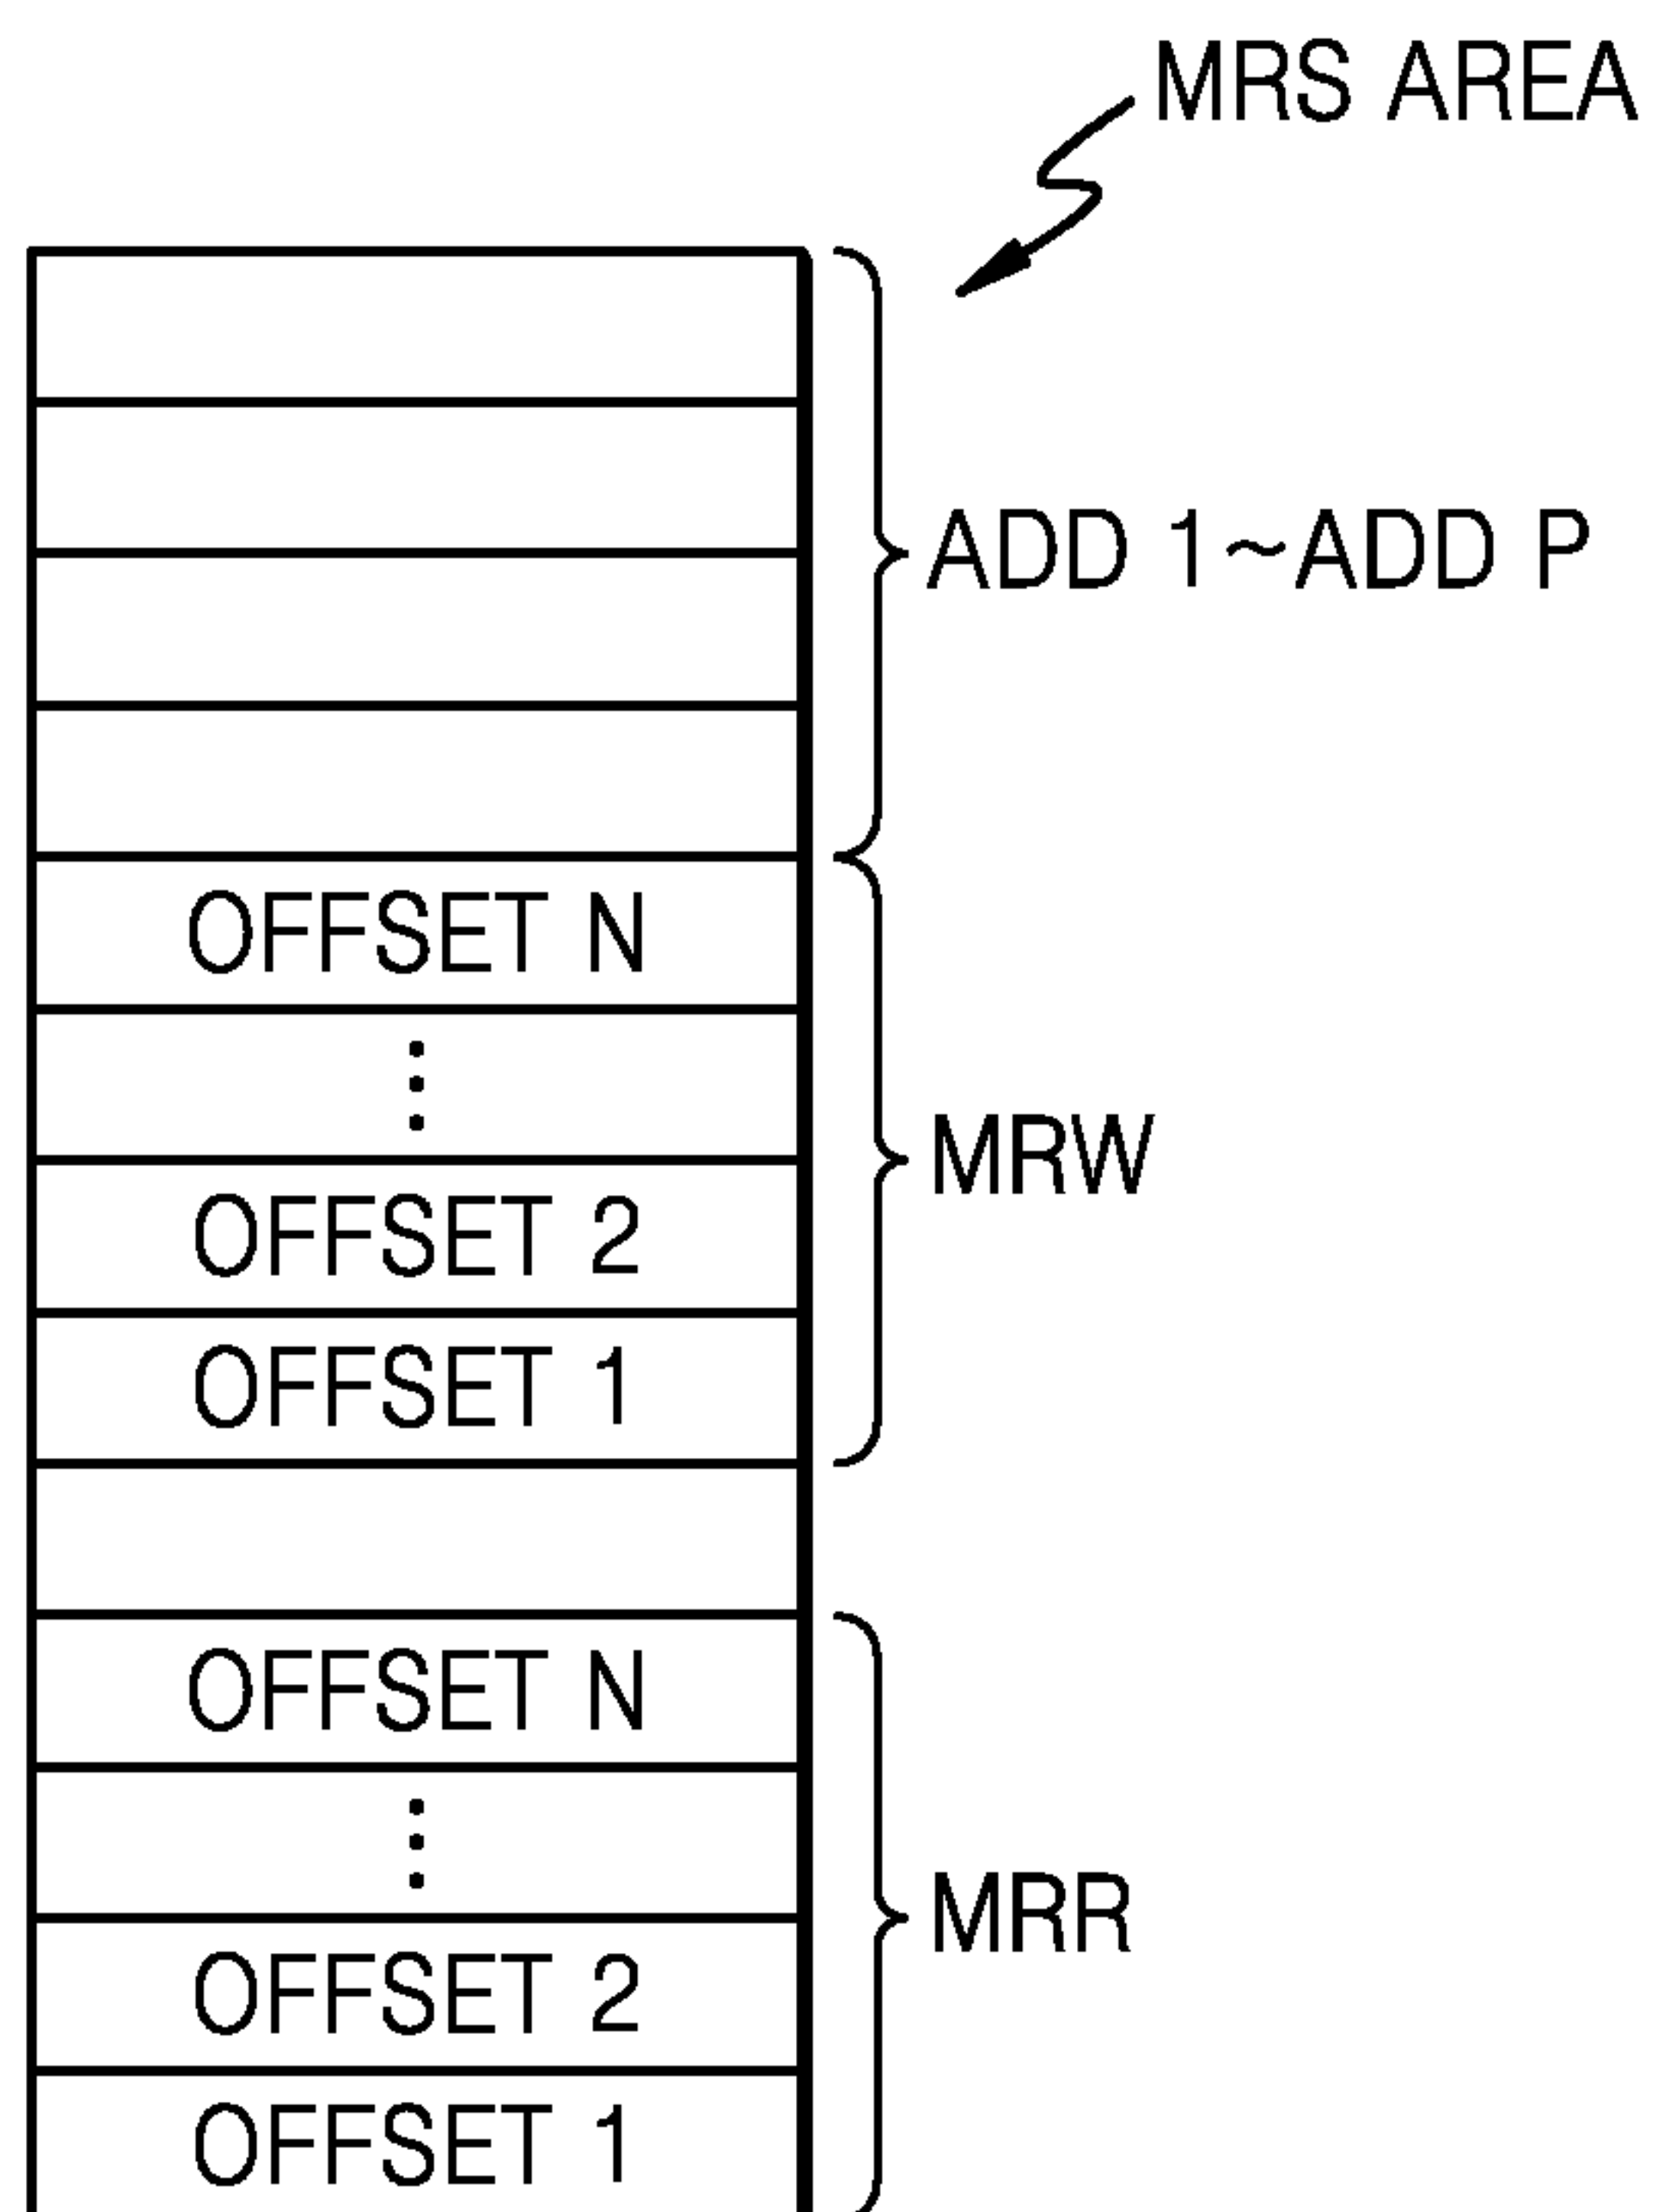 MRS AREA
ADD 1~ADD P
OFFSET N
⋮
MRW
OFFSET 2
OFFSET 1
OFFSET N
⋮
MRR
OFFSET 2
OFFSET 1